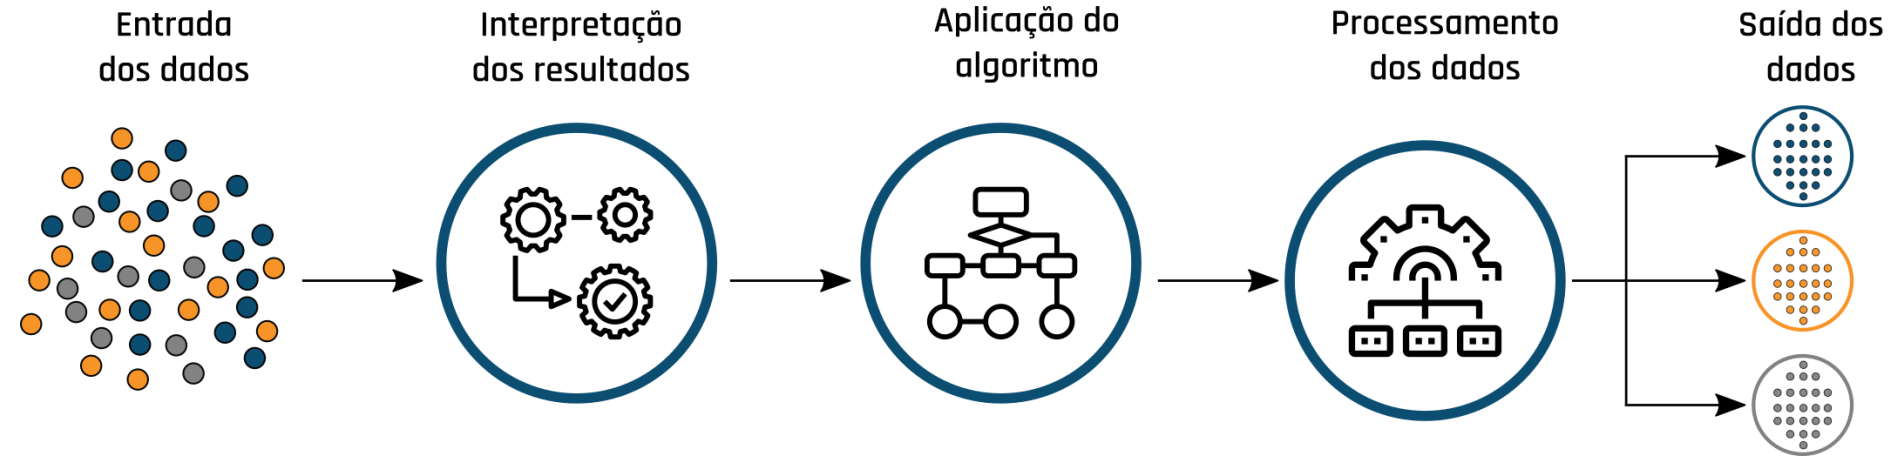 Entrada
dos dados
Interpretação
dos resultados
Aplicação do
algoritmo
Processamento
dos dados
Saída dos
dados